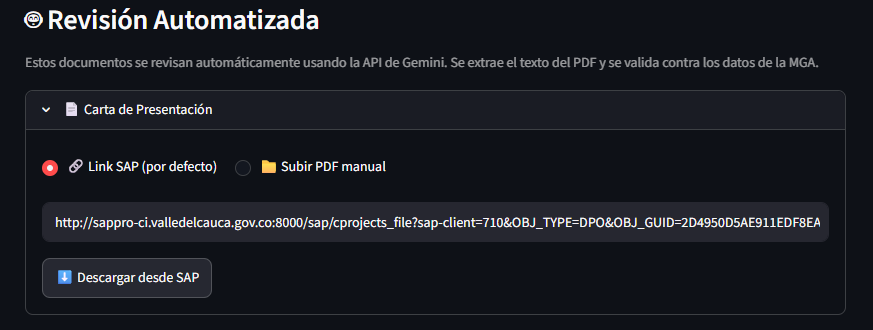 Revisión Automatizada
Estos documentos se revisan automáticamente usando la API de Gemini. Se extrae el texto del PDF y se valida contra los datos de la MGA.
Carta de Presentación
Link SAP (por defecto) Subir PDF manual
http://sappro-ci.valledelcauca.gov.co:8000/sap/cprojects_file?sap-client=710&OBJ_TYPE=DPO&OBJ_GUID=2D4950D5AE911EDF8EA
Descargar desde SAP